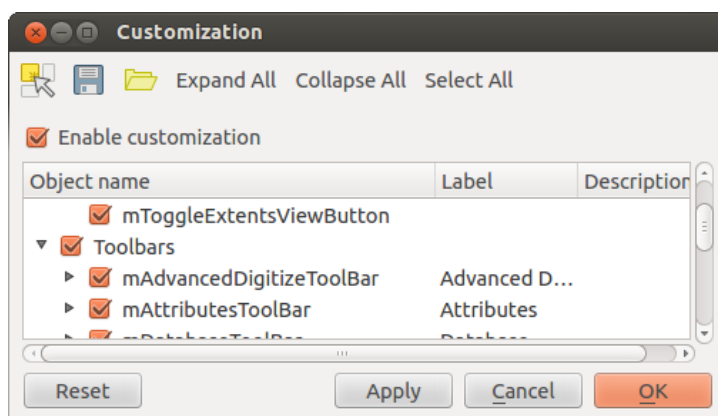 Customization
Expand All Collapse All Select All
Enable customization
Object name Label Description
mToggleExtentsViewButton
Toolbars
mAdvancedDigitizeToolBar Advanced D...
mAttributesToolBar Attributes
Reset Apply Cancel OK